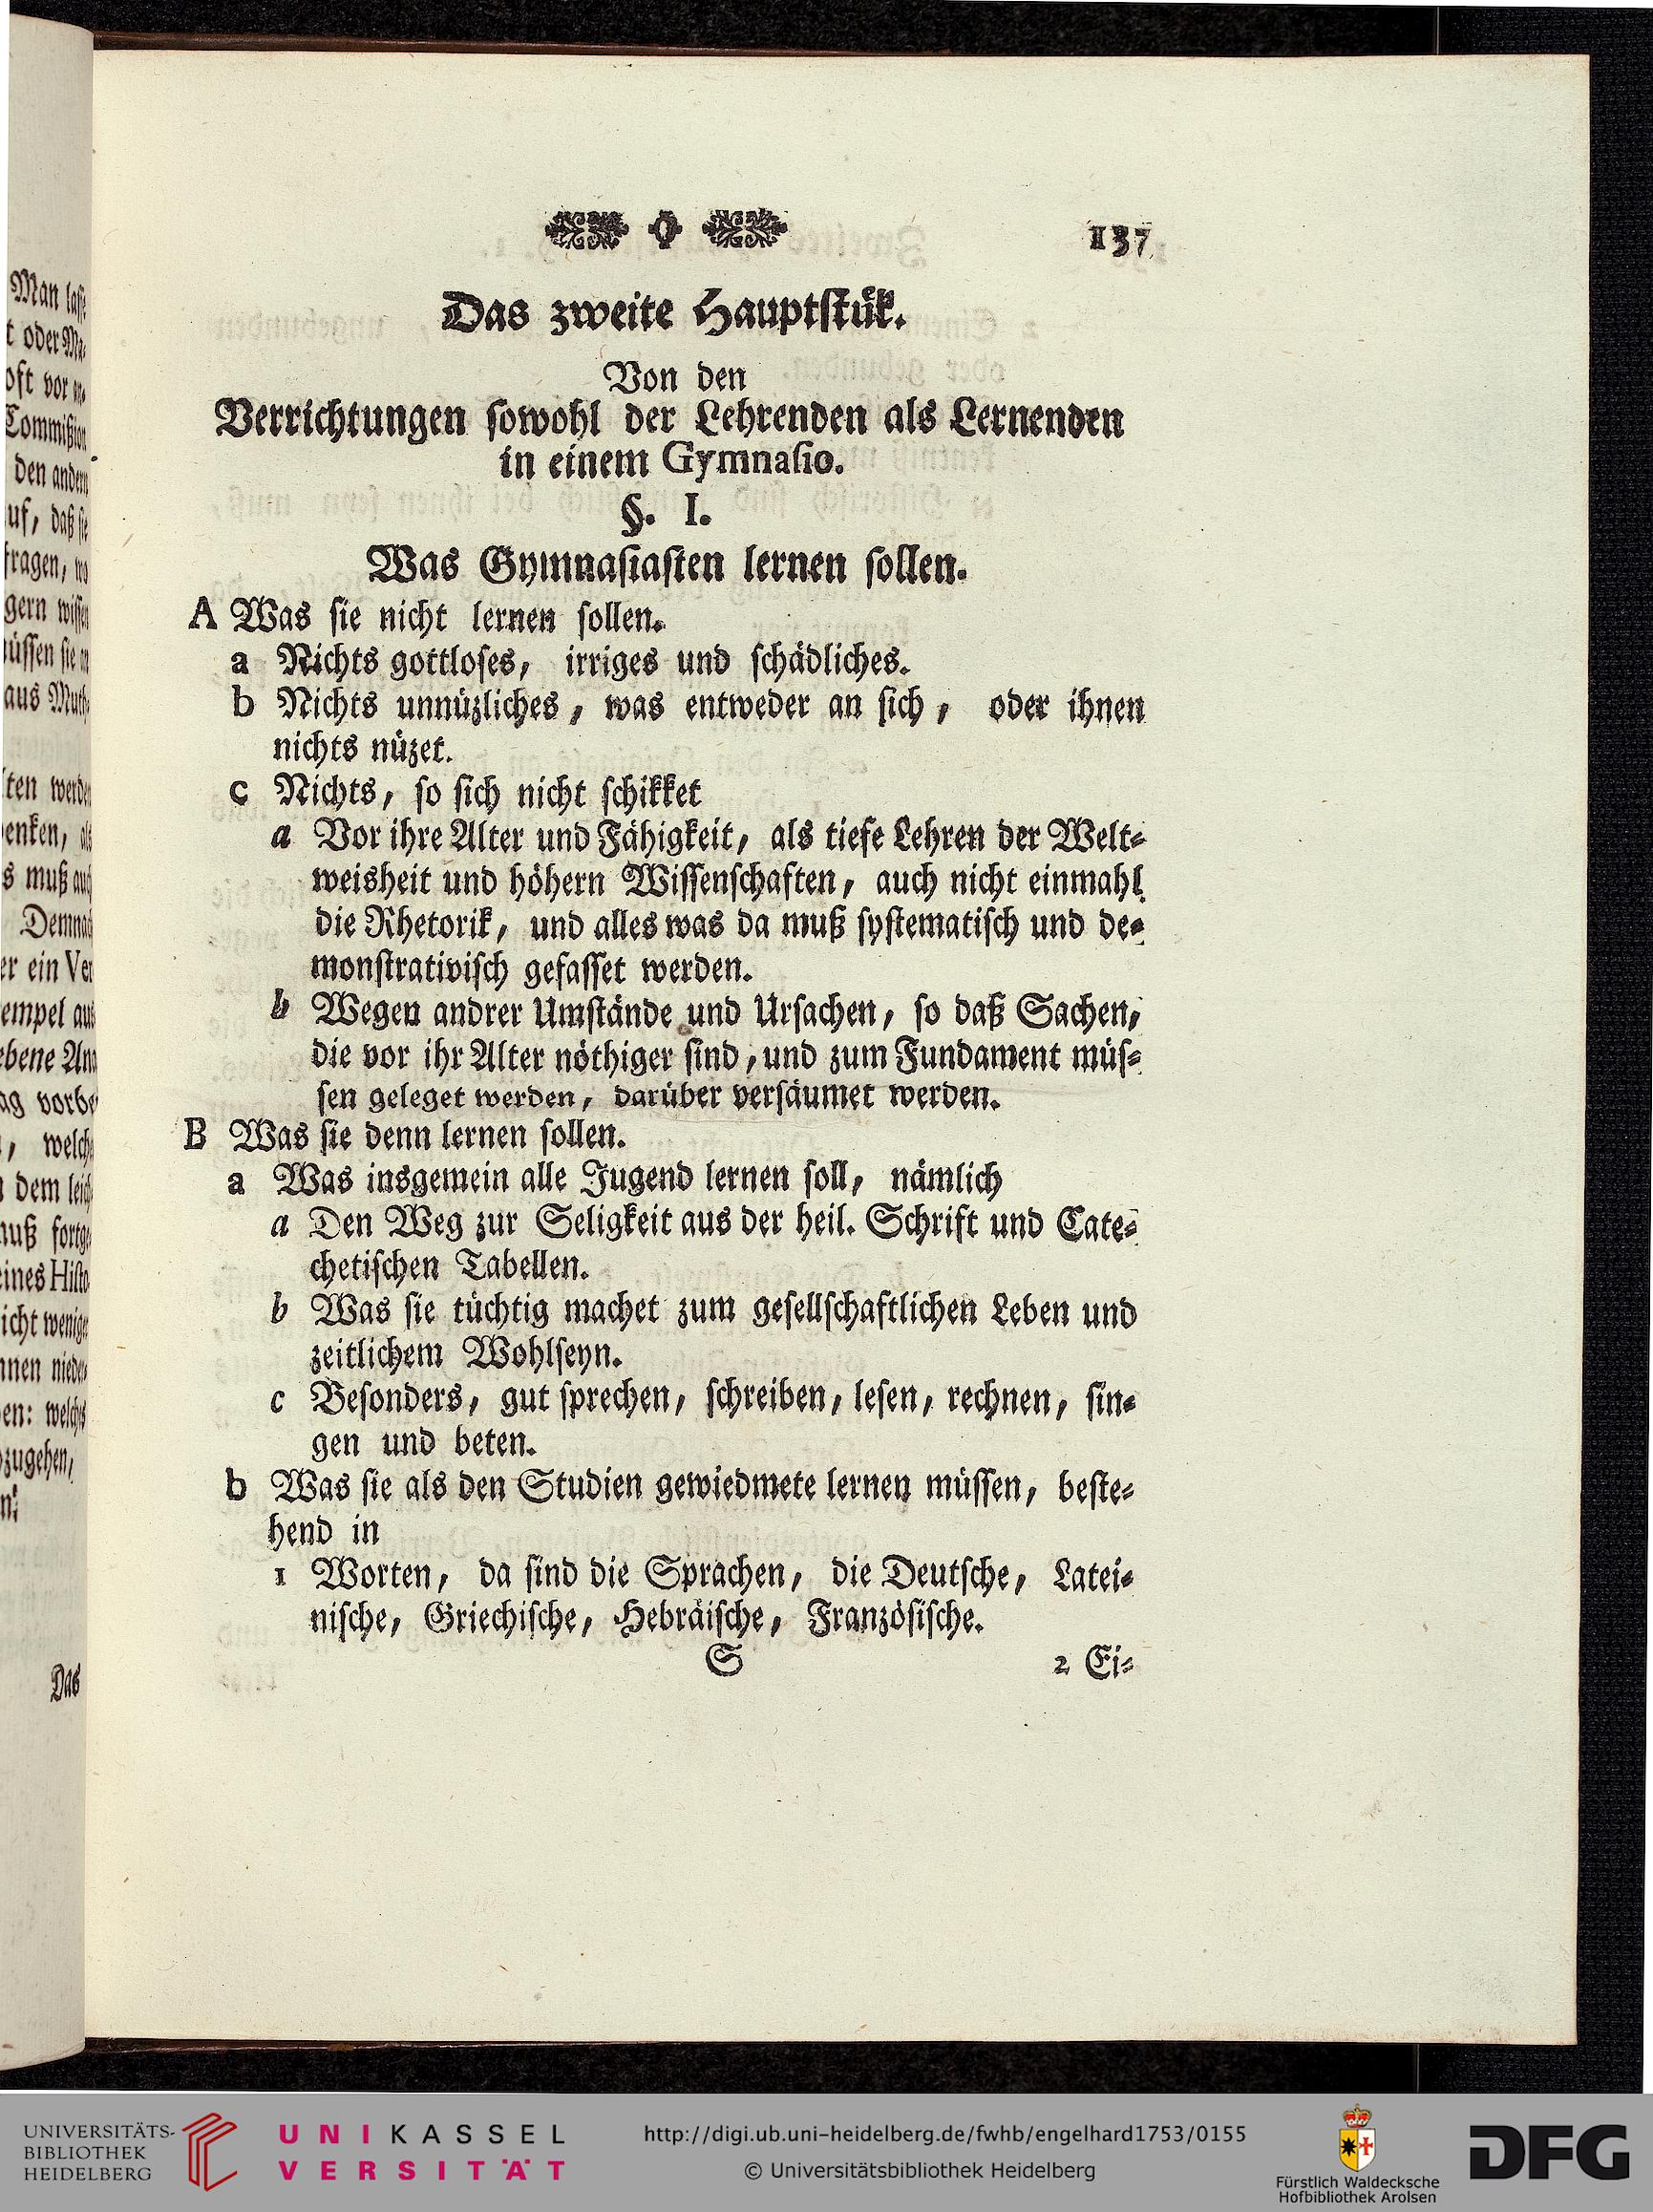 137
Das zweite Hauptstük.
Von den
Verrichtungen sowohl der Lehrenden als Lernenden
in einem Gymnasio.
§. I.
Was Gymnasiasten lernen sollen.
A Was sie nicht lernen sollen.
a Nichts gottloses, irriges und schädliches.
b Nichts unnüzliches, was entweder an sich, oder ihnen
nichts nüzet.
c Nichts, so sich nicht schikket
a Vor ihre Alter und Fähigkeit, als tiefe Lehren der Welt-
weisheit und höhern Wissenschaften, auch nicht einmahl
die Rhetorik, und alles was da muß systematisch und de-
monstrativisch gefasset werden.
b Wegen andrer Umstände und Ursachen, so daß Sachen,
die vor ihr Alter nöthiger sind, und zum Fundament müs-
sen geleget werden, darüber versäumet werden.
B Was sie denn lernen sollen.
a Was insgemein alle Jugend lernen soll, nämlich
a Den Weg zur Seligkeit aus der heil. Schrift und Cate-
chetischen Tabellen.
b Was sie tüchtig machet zum gesellschaftlichen Leben und
zeitlichem Wohlseyn.
c Besonders, gut sprechen, schreiben, lesen, rechnen, sin-
gen und beten.
b Was sie als den Studien gewiedmete lernen müssen, beste-
hend in
1 Worten, da sind die Sprachen, die Deutsche, Latei-
nische, Griechische, Hebräische, Französische.
S 2 Ei-
UNIVERSITÄTS-
BIBLIOTHEK
HEIDELBERG
UNIKASSEL
VERSITÄT
http://digi.ub.uni-heidelberg.de/fwhb/engelhard1753/0155
© Universitätsbibliothek Heidelberg
Fürstlich Waldecksche
Hofbibliothek Arolsen
DFG